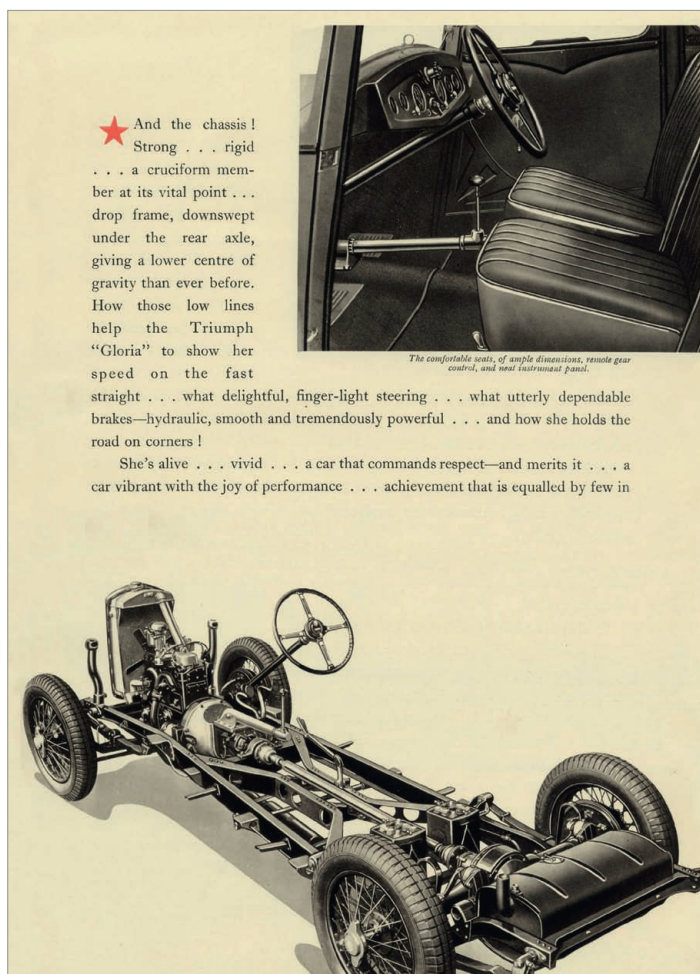 And the chassis !
Strong . . . rigid
. . . a cruciform mem-
ber at its vital point . . .
drop frame, downswept
under the rear axle,
giving a lower centre of
gravity than ever before.
How those low lines
help the Triumph
“Gloria” to show her
speed on the fast
straight . . . what delightful, finger-light steering . . . what utterly dependable
brakes—hydraulic, smooth and tremendously powerful . . . and how she holds the
road on corners !
She's alive . . . vivid . . . a car that commands respect—and merits it . . . a
car vibrant with the joy of performance . . . achievement that is equalled by few in
The comfortable seats, of ample dimensions, remote gear
control, and neat instrument panel.